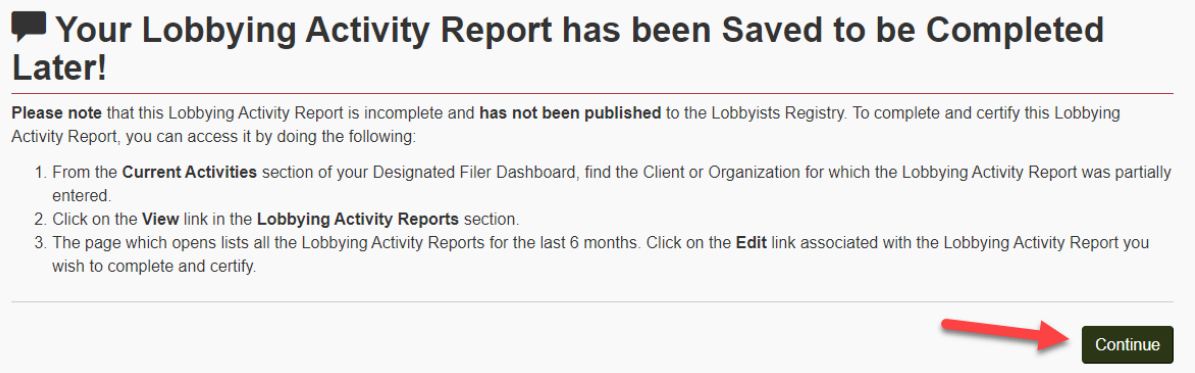 Your Lobbying Activity Report has been Saved to be Completed
Later!
Please note that this Lobbying Activity Report is incomplete and has not been published to the Lobbyists Registry. To complete and certify this Lobbying
Activity Report, you can access it by doing the following:
1. From the Current Activities section of your Designated Filer Dashboard, find the Client or Organization for which the Lobbying Activity Report was partially
entered.
2. Click on the View link in the Lobbying Activity Reports section.
3. The page which opens lists all the Lobbying Activity Reports for the last 6 months. Click on the Edit link associated with the Lobbying Activity Report you
wish to complete and certify.
Continue